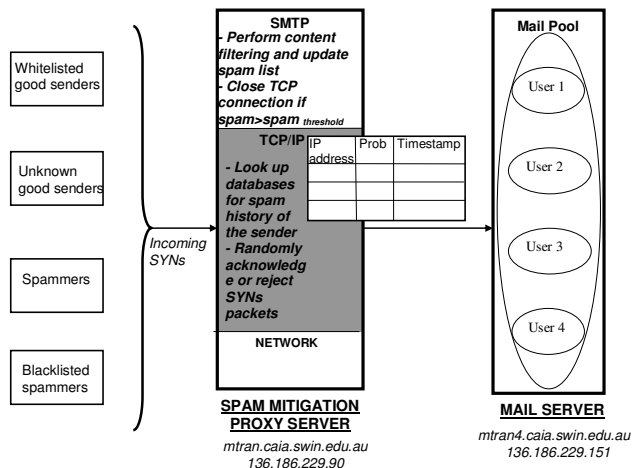 Whitelisted
good senders
Unknown
good senders
Spammers
Blacklisted
spammers
Incoming
SYNs
SMTP
- Perform content
filtering and update
spam list
- Close TCP
connection if
spam>spam threshold
TCP/IP
- Look up
databases
for spam
history of
the sender
- Randomly
acknowledg
e or reject
SYNs
packets
NETWORK
IP
address
Prob
Timestamp
SPAM MITIGATION
PROXY SERVER
mtran.caia.swin.edu.au
136.186.229.90
Mail Pool
User 1
User 2
User 3
User 4
MAIL SERVER
mtran4.caia.swin.edu.au
136.186.229.151